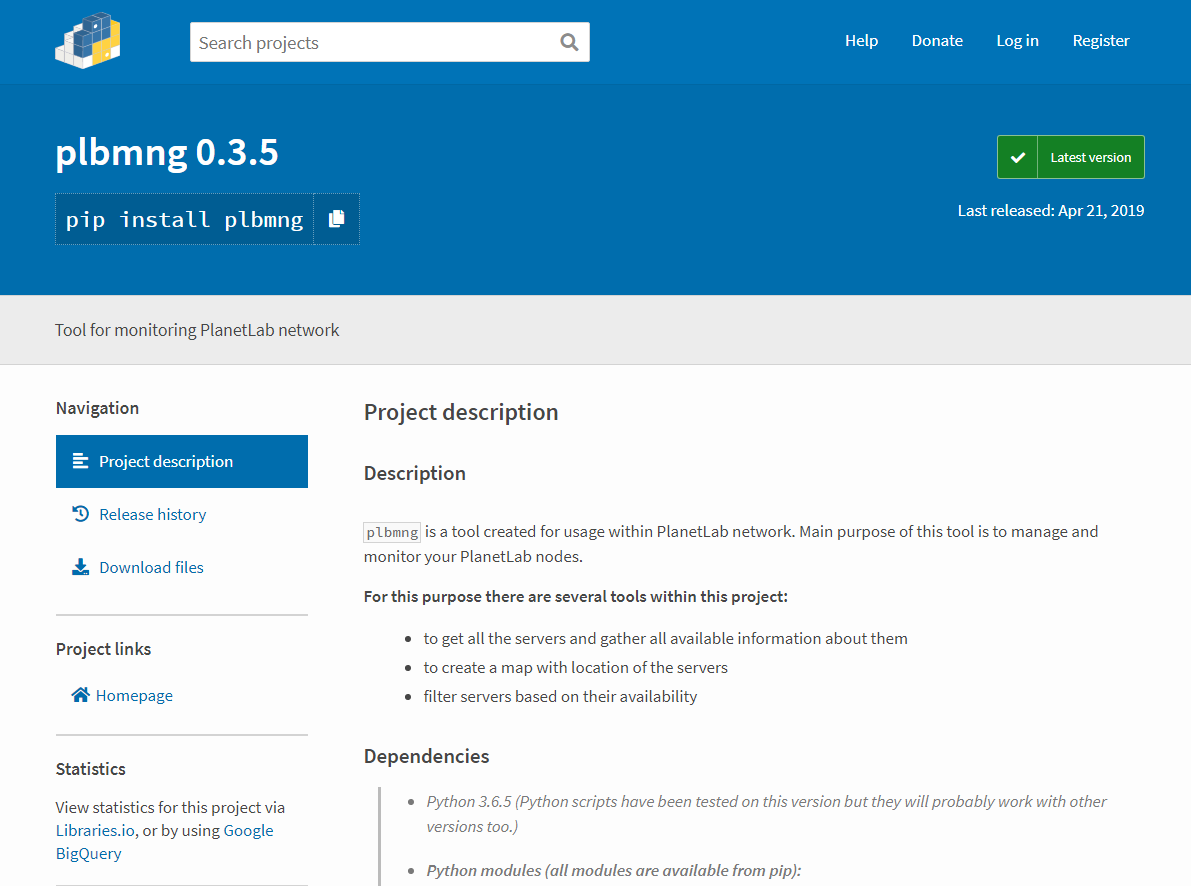 Search projects
Help
Donate
Log in
Register
plbmng 0.3.5
pip install plbmng
Latest version
Last released: Apr 21, 2019
Tool for monitoring PlanetLab network
Navigation
Project description
Release history
Download files
Project links
Homepage
Statistics
View statistics for this project via
Libraries.io, or by using Google
BigQuery
Project description
Description
plbmng is a tool created for usage within PlanetLab network. Main purpose of this tool is to manage and
monitor your PlanetLab nodes.
For this purpose there are several tools within this project:
• to get all the servers and gather all available information about them
• to create a map with location of the servers
• filter servers based on their availability
Dependencies
• Python 3.6.5 (Python scripts have been tested on this version but they will probably work with other
versions too.)
• Python modules (all modules are available from pip):